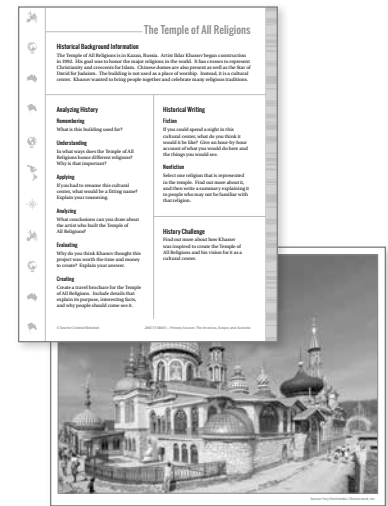 The Temple of All Religions
Historical Background Information
The Temple of All Religions is in Kazan, Russia. Artist Ildar Khanov began construction
in 1992. His goal was to honor the major religions in the world. It has crosses to represent
Christianity and crescents for Islam. Chinese domes are also present as well as the Star of
David for Judaism. The building is not used as a place of worship. Instead, it is a cultural
center. Khanov wanted to bring people together and celebrate many religious traditions.
Analyzing History
Remembering
What is this building used for?
Understanding
In what ways does the Temple of All
Religions honor different religions?
Why is that important?
Applying
If you had to rename this cultural
center, what would be a fitting name?
Explain your reasoning.
Analyzing
What conclusions can you draw about
the artist who built the Temple of
All Religions?
Evaluating
Why do you think Khanov thought this
project was worth the time and money
to create? Explain your answer.
Creating
Create a travel brochure for the Temple
of All Religions. Include details that
explain its purpose, interesting facts,
and why people should come see it.
Historical Writing
Fiction
If you could spend a night in this
cultural center, what do you think it
would be like? Give an hour-by-hour
account of what you would do here and
the things you would see.
Nonfiction
Select one religion that is represented
in the temple. Find out more about it,
and then write a summary explaining it
to people who may not be familiar with
that religion.
History Challenge
Find out more about how Khanov
was inspired to create the Temple of
All Religions and his vision for it as a
cultural center.
© Teacher Created Materials